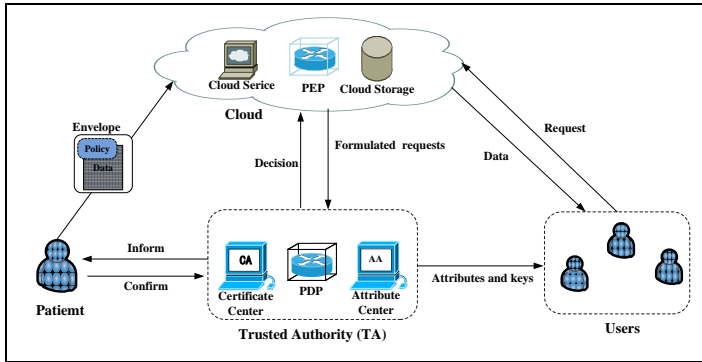 Cloud Serice
PEP
Cloud Storage
Cloud
Envelope
Policy
Data
Request
Decision
Formulated requests
Data
Inform
Confirm
CA
AA
Certificate
Center
PDP
Attribute
Center
Attributes and keys
Patiemt
Trusted Authority (TA)
Users